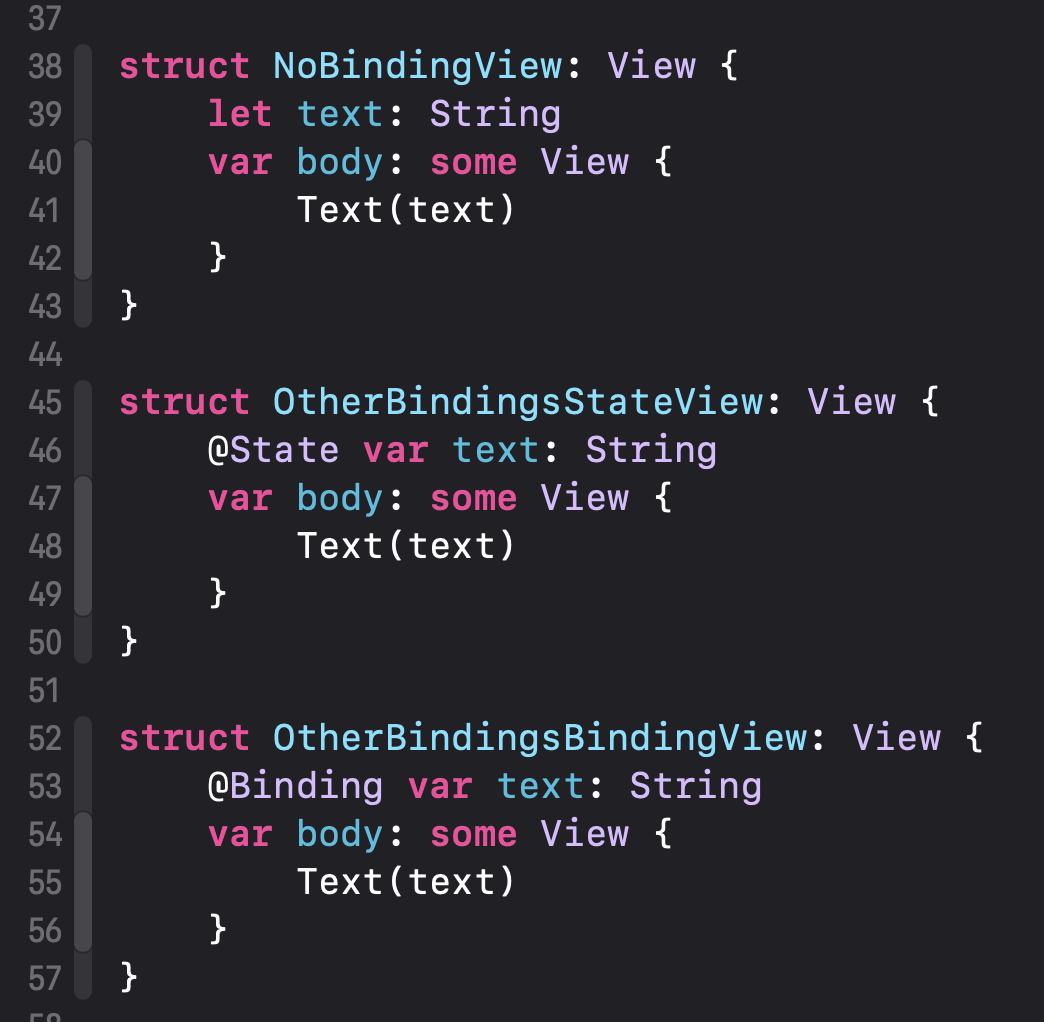 37
38 struct NoBindingView: View {
39     let text: String
40     var body: some View {
41         Text(text)
42     }
43 }
44
45 struct OtherBindingsStateView: View {
46     @State var text: String
47     var body: some View {
48         Text(text)
49     }
50 }
51
52 struct OtherBindingsBindingView: View {
53     @Binding var text: String
54     var body: some View {
55         Text(text)
56     }
57 }
58